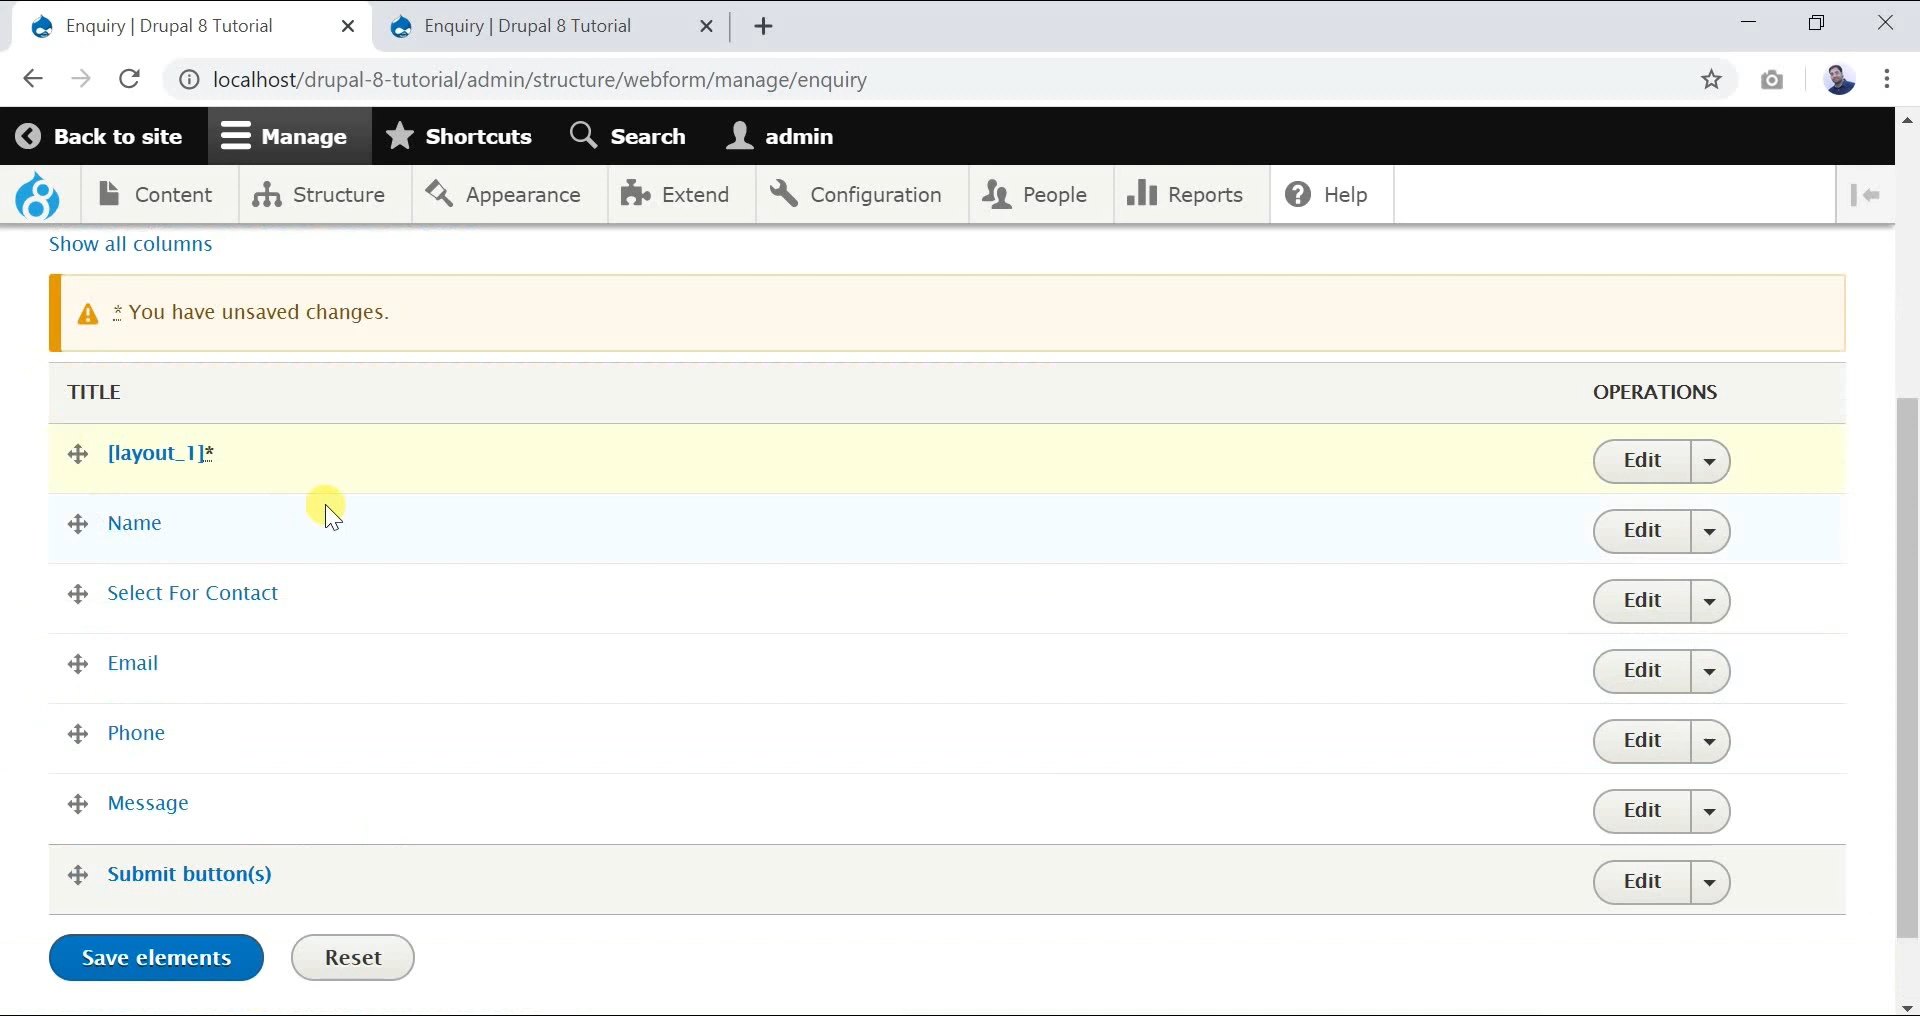 Enquiry | Drupal 8 Tutorial
Enquiry | Drupal 8 Tutorial
localhost/drupal-8-tutorial/admin/structure/webform/manage/enquiry
Back to site
Manage
Shortcuts
Search
admin
Content
Structure
Appearance
Extend
Configuration
People
Reports
Help
Show all columns
* You have unsaved changes.
TITLE
OPERATIONS
[layout_1]*
Edit
Name
Edit
Select For Contact
Edit
Email
Edit
Phone
Edit
Message
Edit
Submit button(s)
Edit
Save elements
Reset